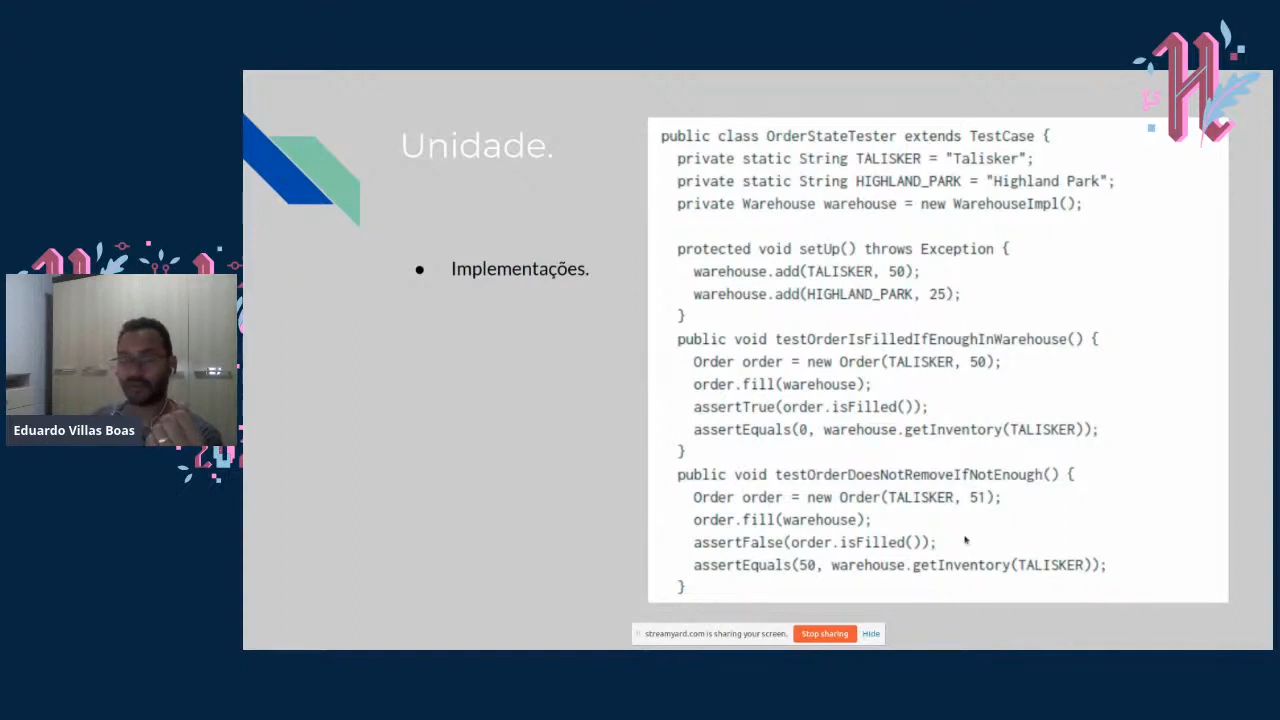 Unidade.
● Implementações.
public class OrderStateTester extends TestCase {
private static String TALISKER = "Talisker";
private static String HIGHLAND_PARK = "Highland Park";
private Warehouse warehouse = new WarehouseImpl();
protected void setUp() throws Exception {
warehouse.add(TALISKER, 50);
warehouse.add(HIGHLAND_PARK, 25);
}
public void testOrderIsFilledIfEnoughInWarehouse() {
Order order = new Order(TALISKER, 50);
order.fill(warehouse);
assertTrue(order.isFilled());
assertEquals(0, warehouse.getInventory(TALISKER));
}
public void testOrderDoesNotRemoveIfNotEnough() {
Order order = new Order(TALISKER, 51);
order.fill(warehouse);
assertFalse(order.isFilled());
assertEquals(50, warehouse.getInventory(TALISKER));
}
Eduardo Villas Boas
streamyard.com is sharing your screen.
Stop sharing
Hide
H